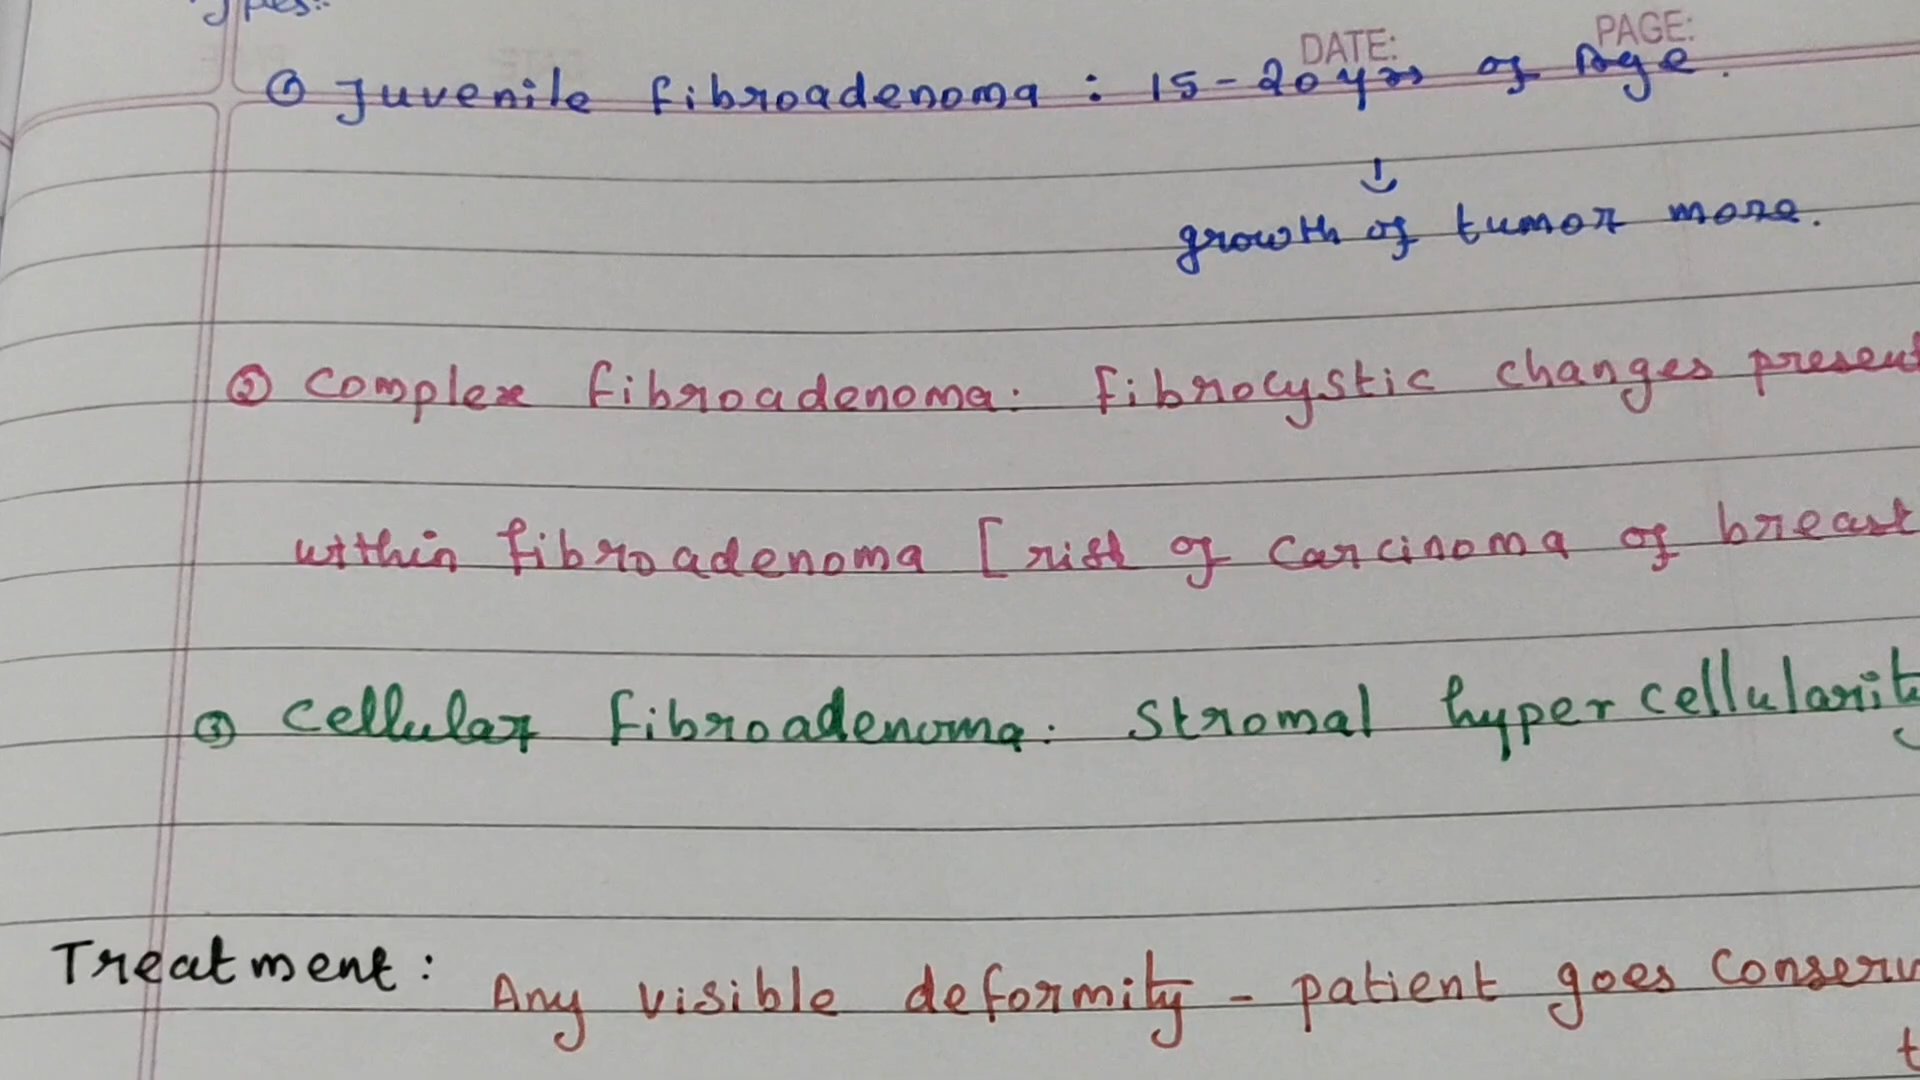 DATE: PAGE:
① Juvenile fibroadenoma : 15-20 yrs of Age.
↓
growth of tumor more.
② Complex fibroadenoma: fibrocystic changes present
within fibroadenoma [risk of Carcinoma of breast
③ Cellular fibroadenoma: Stromal hypercellularity
Treatment: Any visible deformity - patient goes Conserv
t